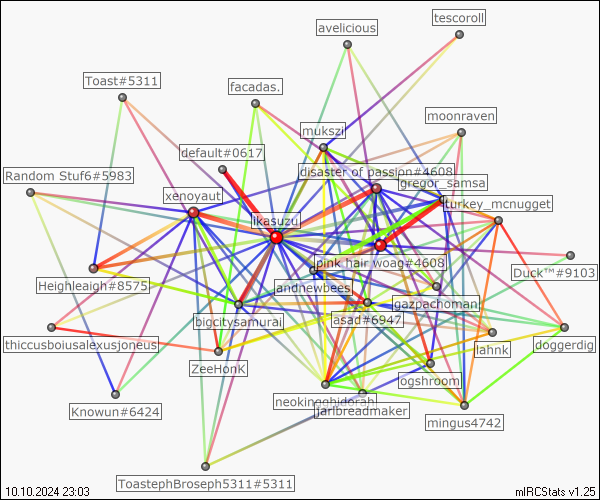 tescoroll
avelicious
Toast#5311
facadas.
moonraven
mukszi
default#0617
disaster of passion#4608
Random Stuf6#5983
gregor_samsa
xenoyaut
turkey_mcnugget
ikasuzu
pink hair woag#4608
Duck™#9103
Heighleaigh#8575
andnewbees
gazpachoman
bigcitysamurai
asad#6947
thiccusboiusalexusjoneus
lahnk
doggerdig
ZeeHonK
ogshroom
neokingghidorah
Knowun#6424
jarlbreadmaker
mingus4742
ToastephBroseph5311#5311
10.10.2024 23:03
mIRCStats v1.25